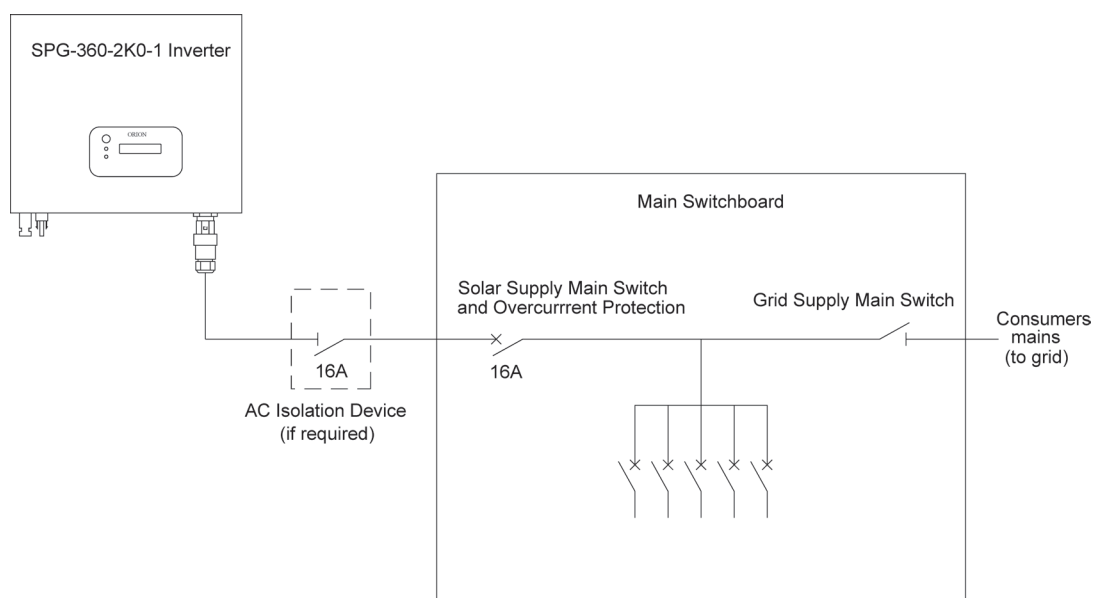 SPG-360-2K0-1 Inverter
ORION
Main Switchboard
Solar Supply Main Switch
and Overcurrrent Protection
16A
Grid Supply Main Switch
Consumers
mains
(to grid)
16A
AC Isolation Device
(if required)